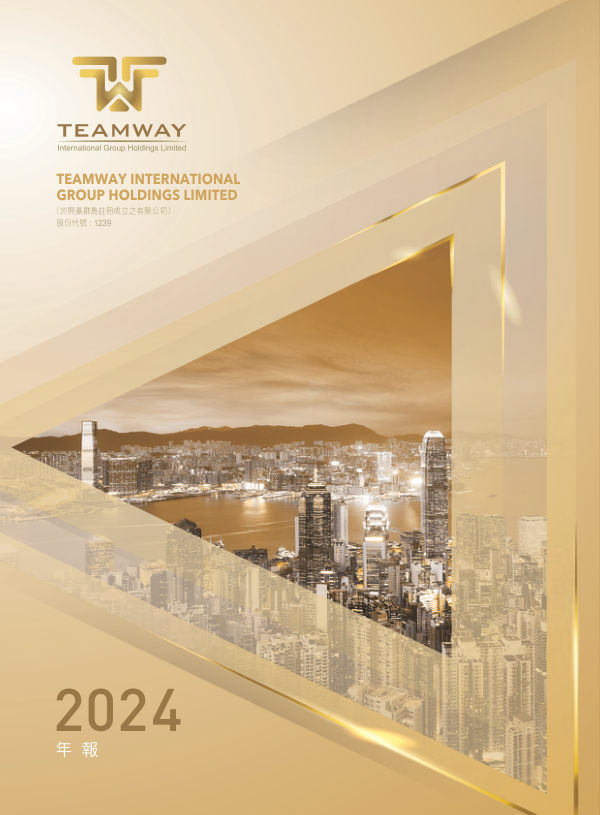 TEAMWAY
International Group Holdings Limited
TEAMWAY INTERNATIONAL
GROUP HOLDINGS LIMITED
(於開曼群島註冊成立之有限公司)
股份代號 : 1239
2024
年 報